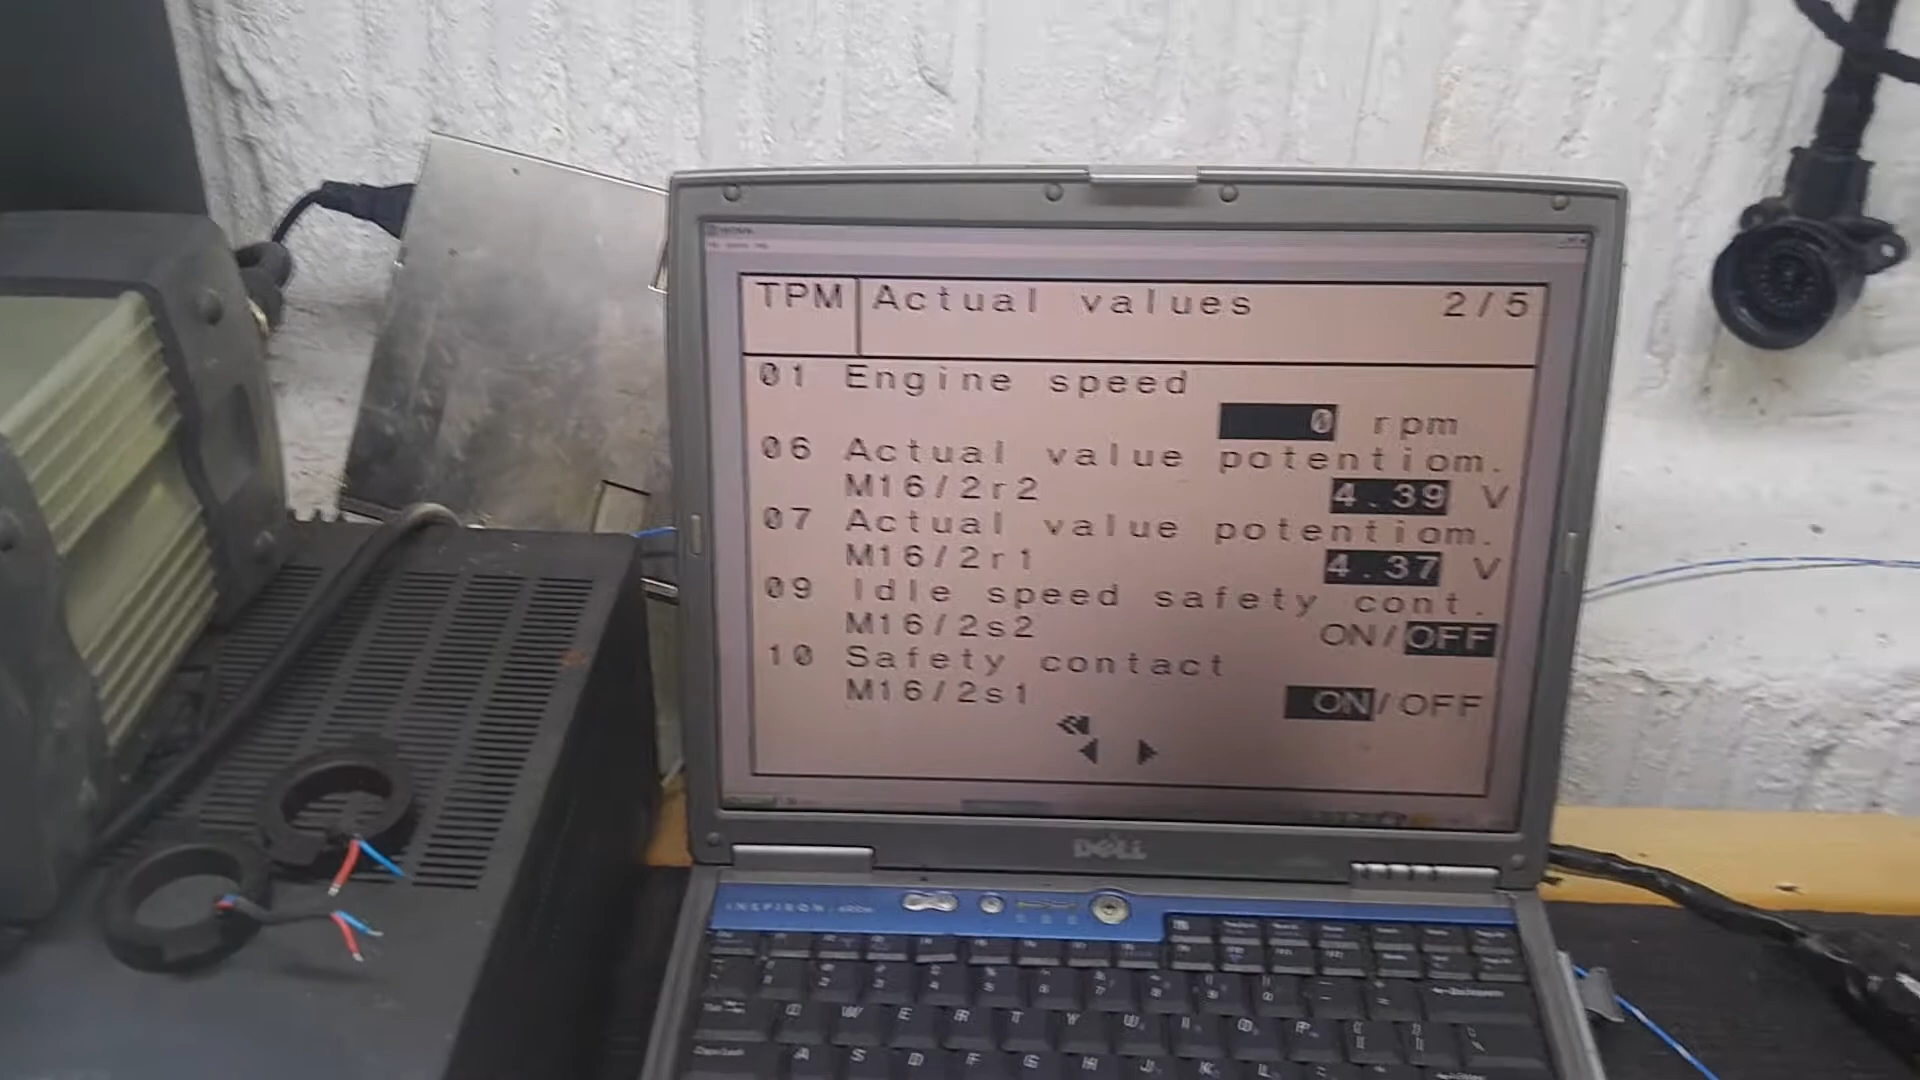 TPM Actual values 2/5
01 Engine speed
0 rpm
06 Actual value potentiom.
M16/2r2 4.39 V
07 Actual value potentiom.
M16/2r1 4.37 V
09 Idle speed safety cont.
M16/2s2 ON/OFF
10 Safety contact
M16/2s1 ON/OFF
DELL
INSPIRON
W E R T Y U I O P
A S D F G H J K L